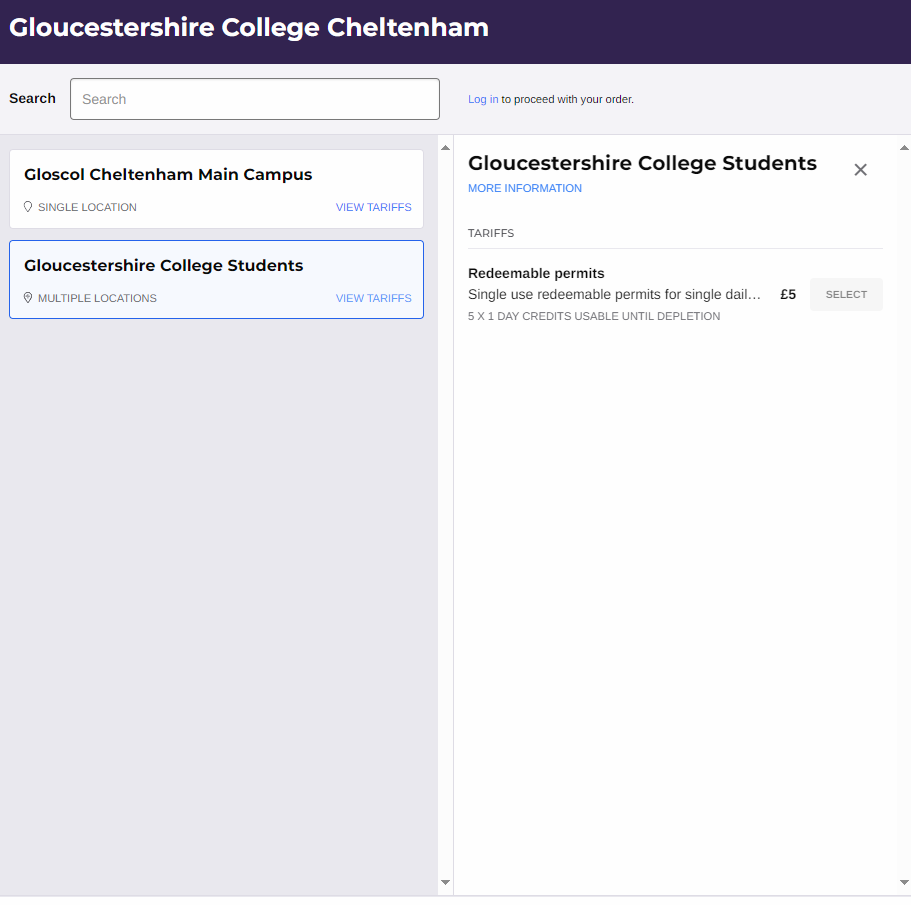 Gloucestershire College Cheltenham
Search
Search
Log in to proceed with your order.
Gloscol Cheltenham Main Campus
SINGLE LOCATION
VIEW TARIFFS
Gloucestershire College Students
MULTIPLE LOCATIONS
VIEW TARIFFS
Gloucestershire College Students
MORE INFORMATION
TARIFFS
Redeemable permits
Single use redeemable permits for single dail...
£5
SELECT
5 X 1 DAY CREDITS USABLE UNTIL DEPLETION